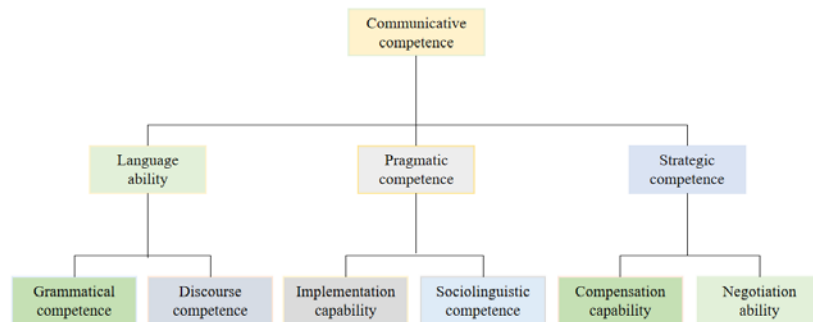 Communicative
competence
Language
ability
Pragmatic
competence
Strategic
competence
Grammatical
competence
Discourse
competence
Implementation
capability
Sociolinguistic
competence
Compensation
capability
Negotiation
ability